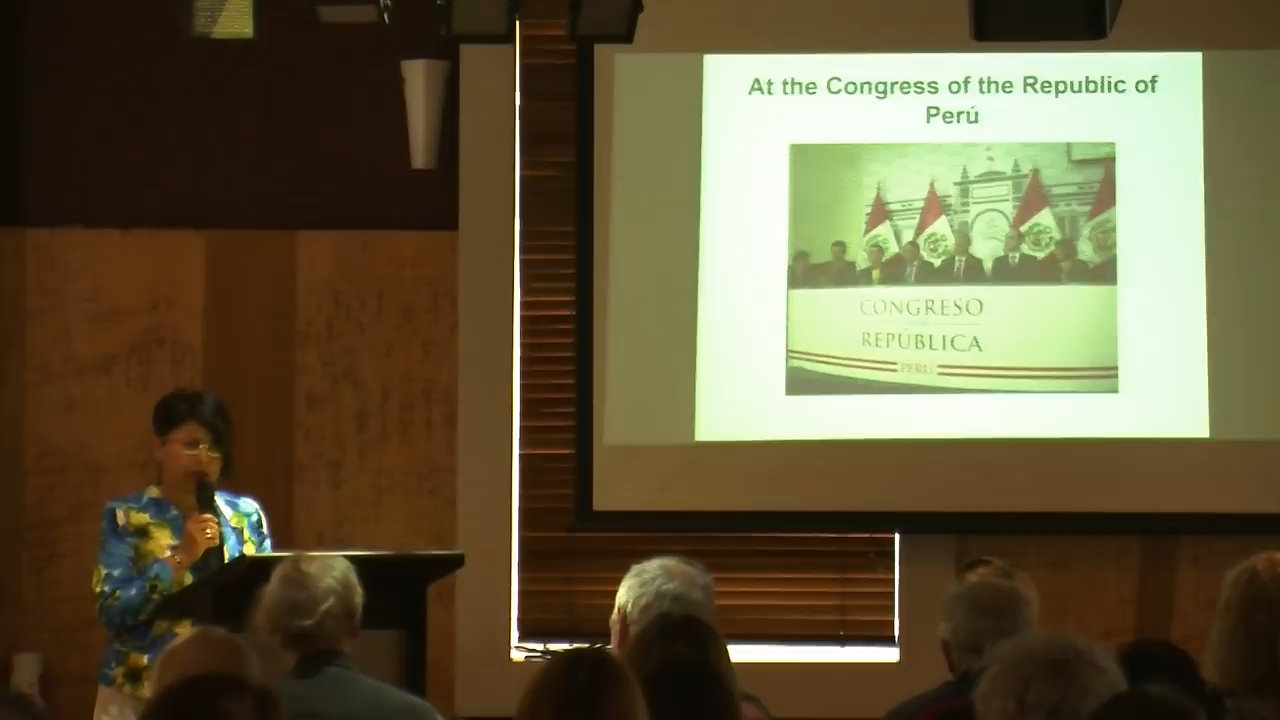 At the Congress of the Republic of
Perú
CONGRESO
REPÚBLICA
PERÚ